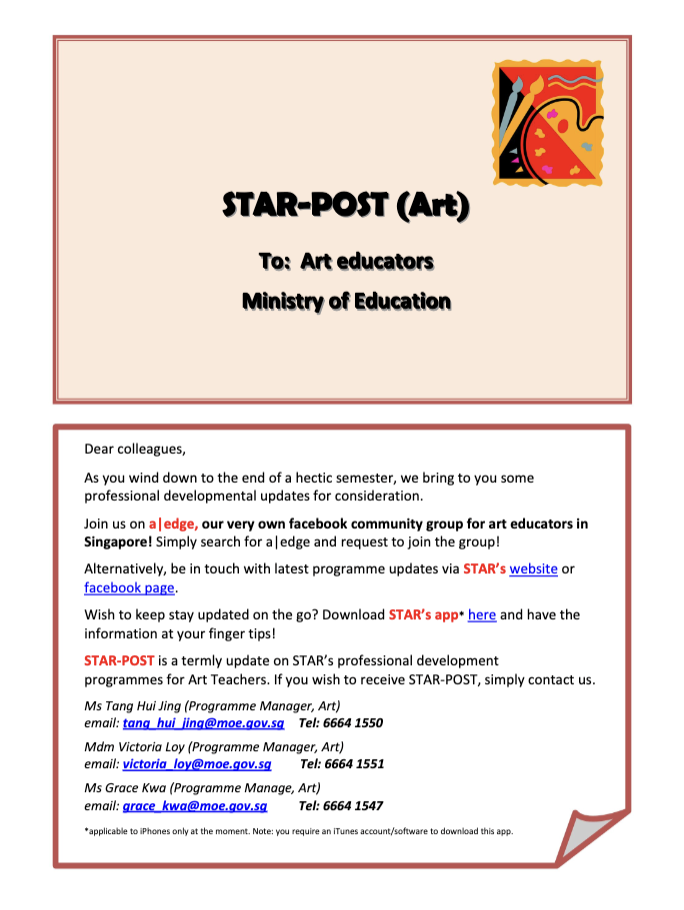 STAR-POST (Art)
To: Art educators
Ministry of Education
Dear colleagues,
As you wind down to the end of a hectic semester, we bring to you some
professional developmental updates for consideration.
Join us on a|edge, our very own facebook community group for art educators in
Singapore! Simply search for a|edge and request to join the group!
Alternatively, be in touch with latest programme updates via STAR's website or
facebook page.
Wish to keep stay updated on the go? Download STAR's app* here and have the
information at your finger tips!
STAR-POST is a termly update on STAR's professional development
programmes for Art Teachers. If you wish to receive STAR-POST, simply contact us.
Ms Tang Hui Jing (Programme Manager, Art)
email: tang_hui_jing@moe.gov.sg Tel: 6664 1550
Mdm Victoria Loy (Programme Manager, Art)
email: victoria_loy@moe.gov.sg Tel: 6664 1551
Ms Grace Kwa (Programme Manage, Art)
email: grace_kwa@moe.gov.sg Tel: 6664 1547
*applicable to iPhones only at the moment. Note: you require an iTunes account/software to download this app.